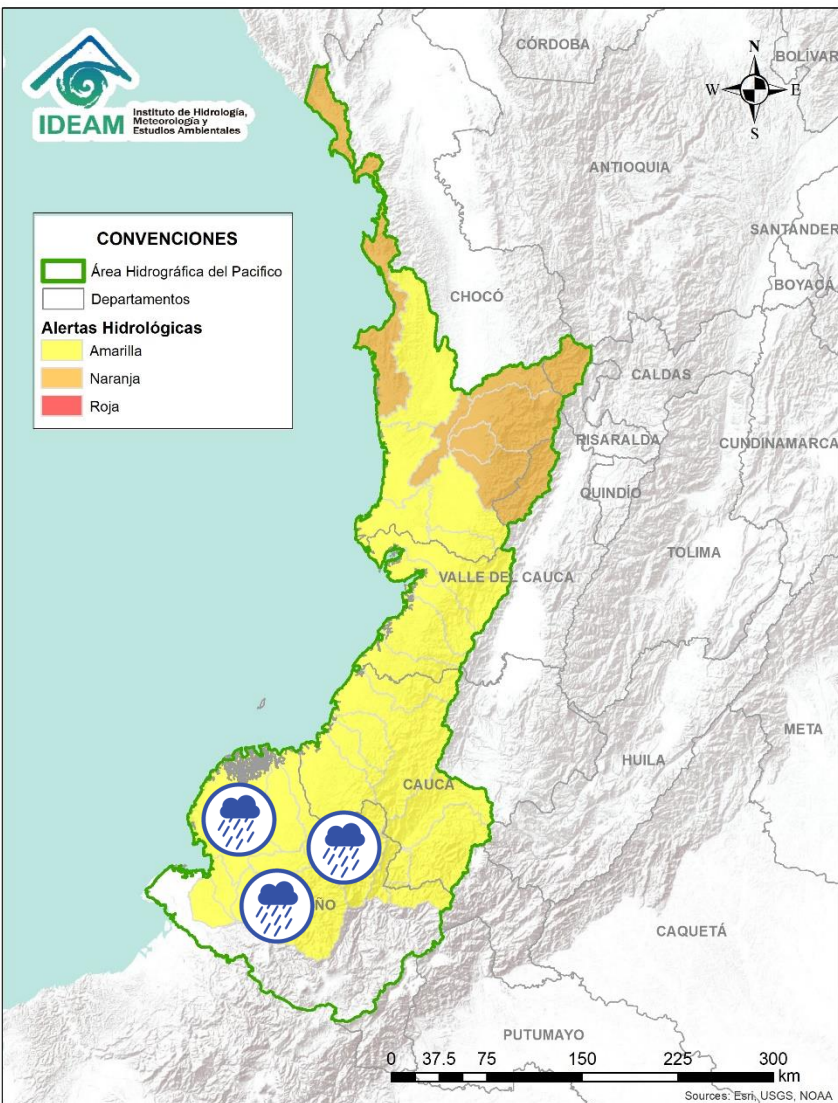 IDEAM
Instituto de Hidrología,
Meteorología y
Estudios Ambientales
CÓRDOBA
BOLÍVAR
N
W
E
S
ANTIOQUIA
SANTANDER
BOYACÁ
CONVENCIONES
Área Hidrográfica del Pacifico
Departamentos
Alertas Hidrológicas
Amarilla
Naranja
Roja
CHOCÓ
CALDAS
RISARALDA
CUNDINAMARCA
QUINDÍO
TOLIMA
VALLE DEL CAUCA
META
HUILA
CAUCA
ÑO
CAQUETÁ
PUTUMAYO
0 37.5 75 150 225 300
km
Sources: Esri, USGS, NOAA